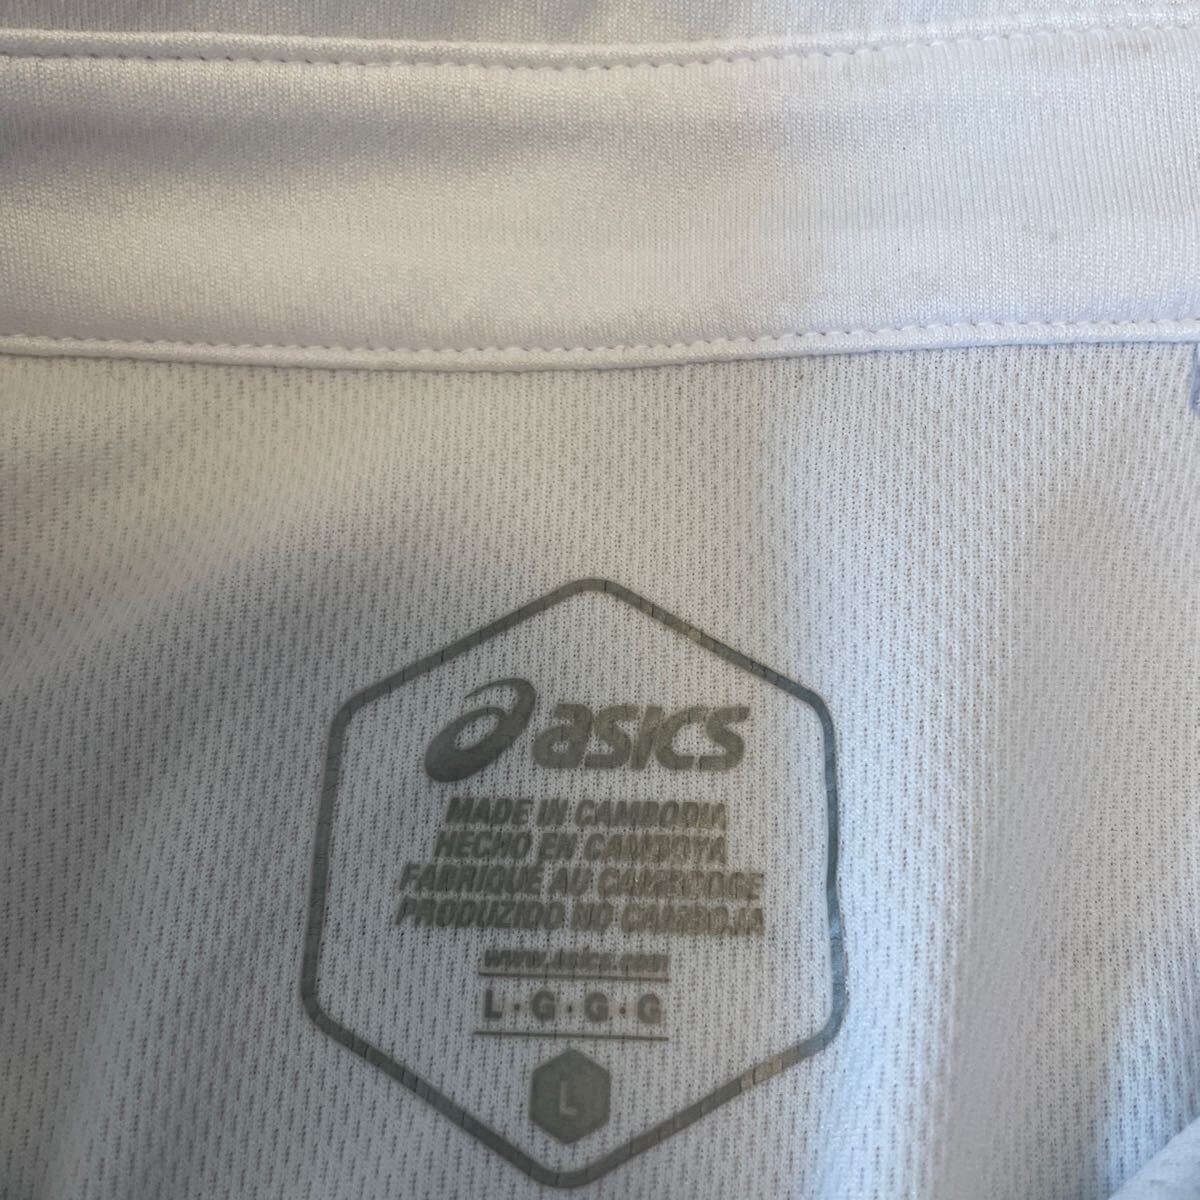 asics
MADE IN CAMBODIA
HECHO EN CAMBOYA
FABRIQUE AU CAMBODGE
PRODUZIDO NO CAMBOJA
www.asics.com
L·G·G·G
L